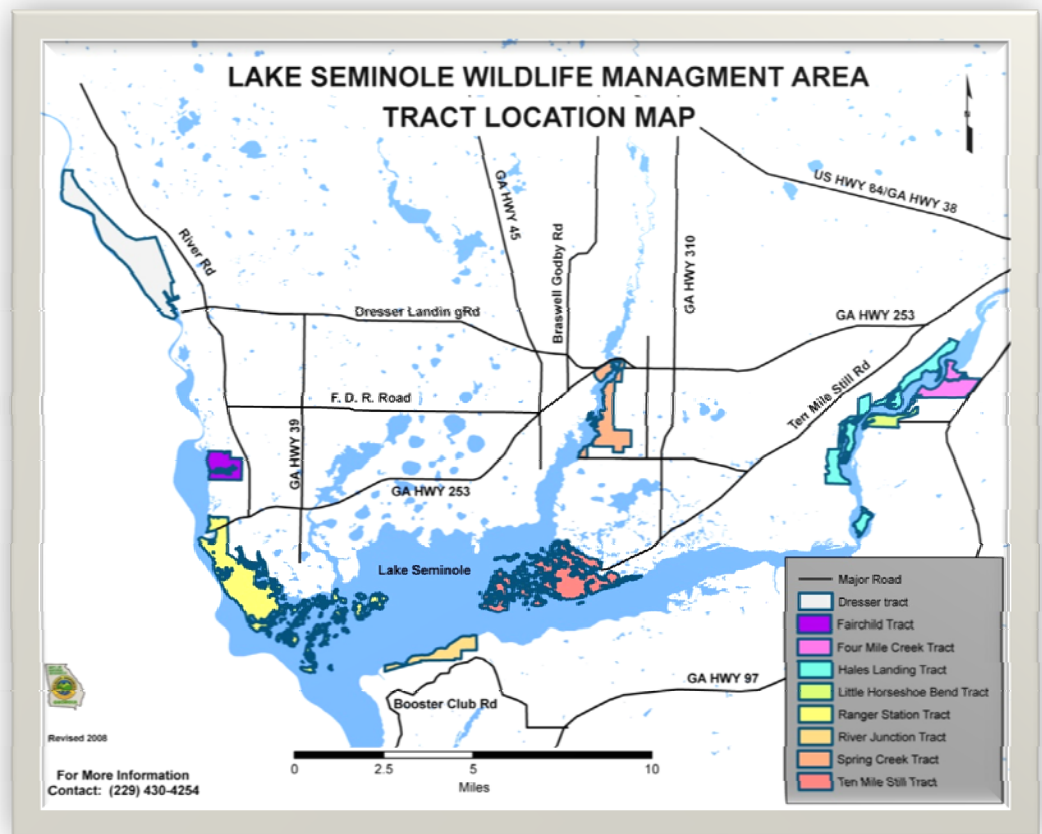 LAKE SEMINOLE WILDLIFE MANAGMENT AREA
TRACT LOCATION MAP
US HWY 84/GA HWY 38
GA HWY 45
River Rd
Braswell Godby Rd
GA HWY 310
Dresser Landin gRd
GA HWY 253
Ten Mile Still Rd
F. D. R. Road
GA HWY 39
GA HWY 253
Lake Seminole
GA HWY 97
Booster Club Rd
Major Road
Dresser tract
Fairchild Tract
Four Mile Creek Tract
Hales Landing Tract
Little Horseshoe Bend Tract
Ranger Station Tract
River Junction Tract
Spring Creek Tract
Ten Mile Still Tract
Revised 2008
For More Information
Contact: (229) 430-4254
0 2.5 5 10
Miles